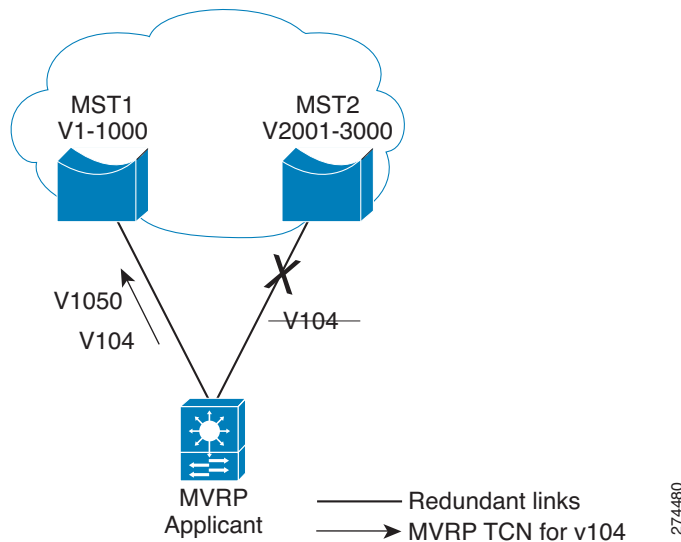 MST1
V1-1000
MST2
V2001-3000
V1050
V104
V104
MVRP
Applicant
Redundant links
MVRP TCN for v104
274480